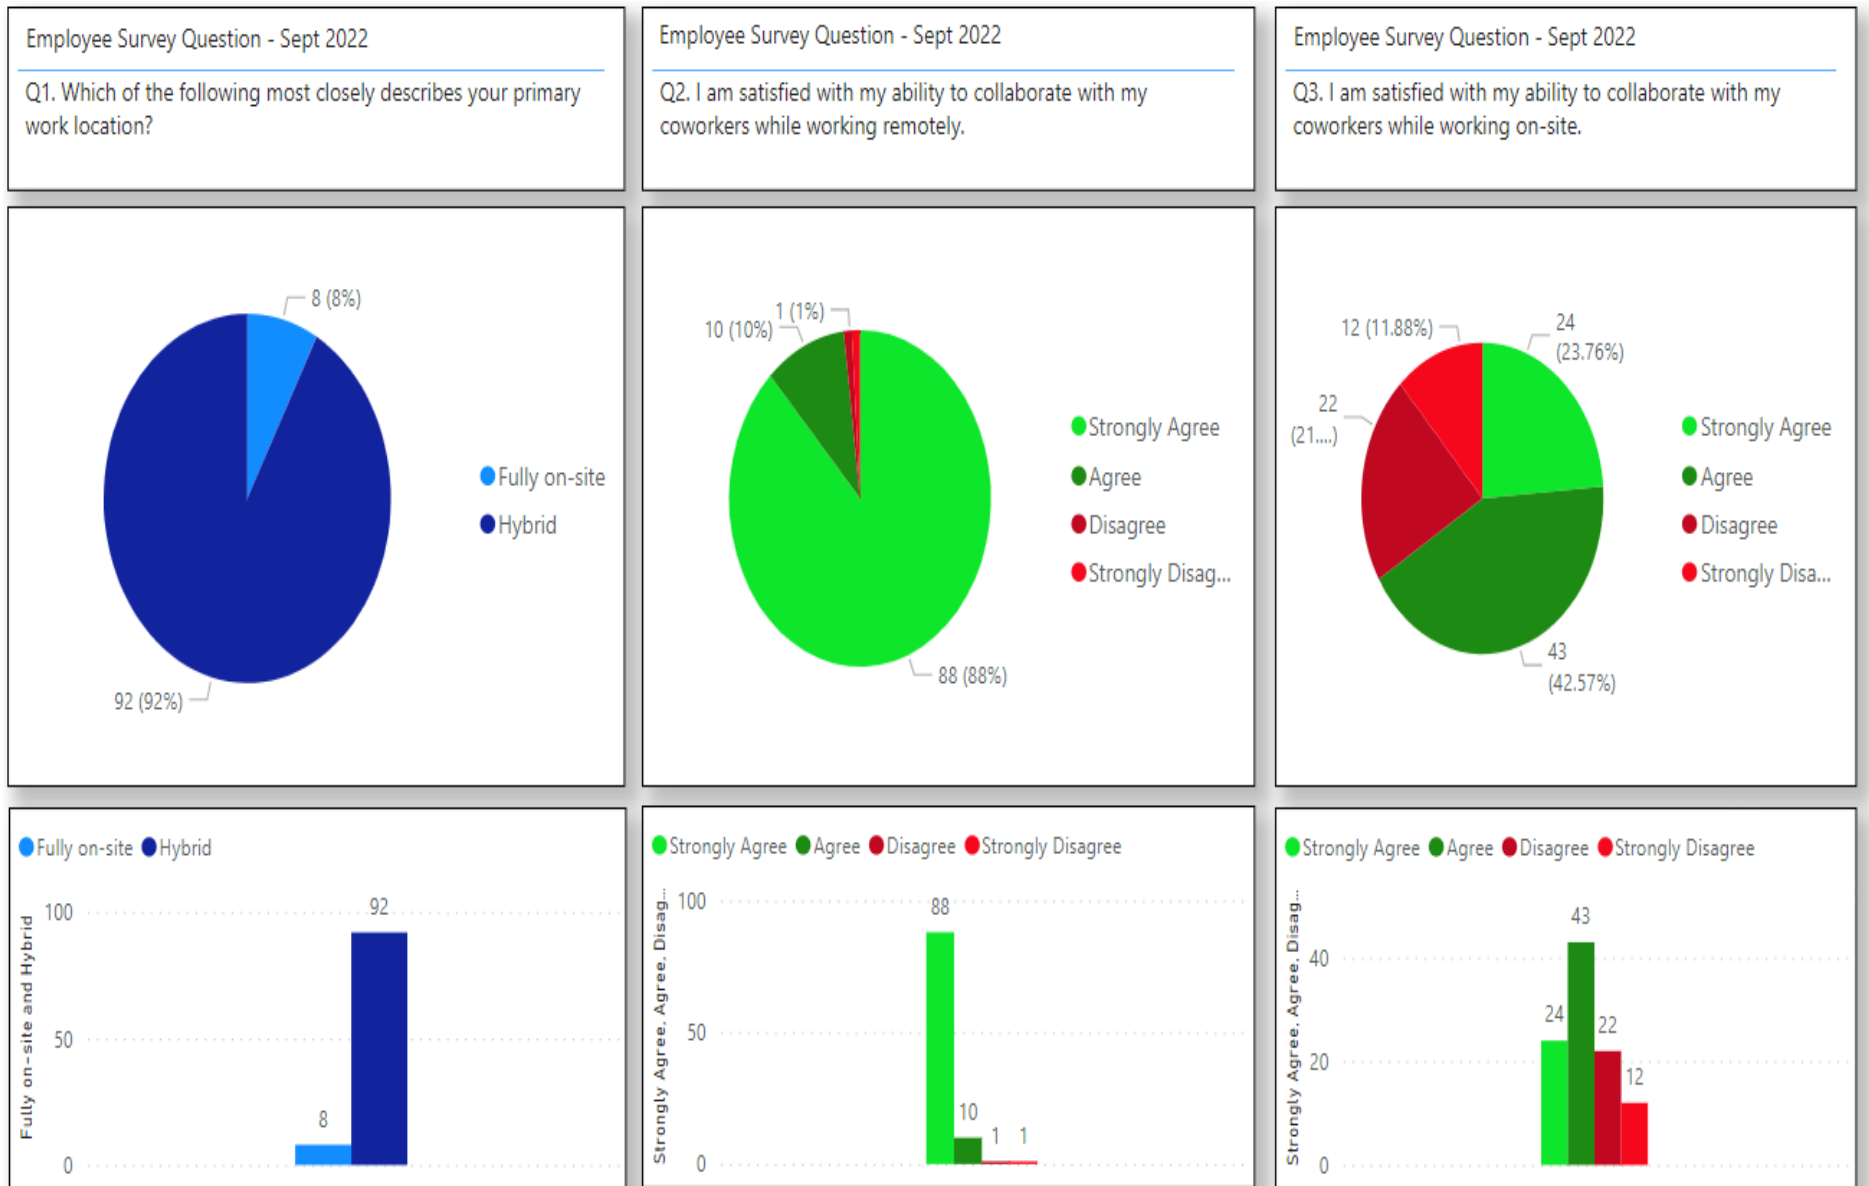 Employee Survey Question - Sept 2022
Q1. Which of the following most closely describes your primary
work location?
8 (8%)
92 (92%)
Fully on-site
Hybrid
Fully on-site Hybrid
Fully on-site and Hybrid
100
50
0
8
92
Employee Survey Question - Sept 2022
Q2. I am satisfied with my ability to collaborate with my
coworkers while working remotely.
1 (1%)
10 (10%)
88 (88%)
Strongly Agree
Agree
Disagree
Strongly Disag...
Strongly Agree Agree Disagree Strongly Disagree
Strongly Agree, Agree, Disag...
100
50
0
88
10
1
1
Employee Survey Question - Sept 2022
Q3. I am satisfied with my ability to collaborate with my
coworkers while working on-site.
12 (11.88%)
24
(23.76%)
22
(21....)
43
(42.57%)
Strongly Agree
Agree
Disagree
Strongly Disa...
Strongly Agree Agree Disagree Strongly Disagree
Strongly Agree, Agree, Disag...
40
20
0
24
43
22
12